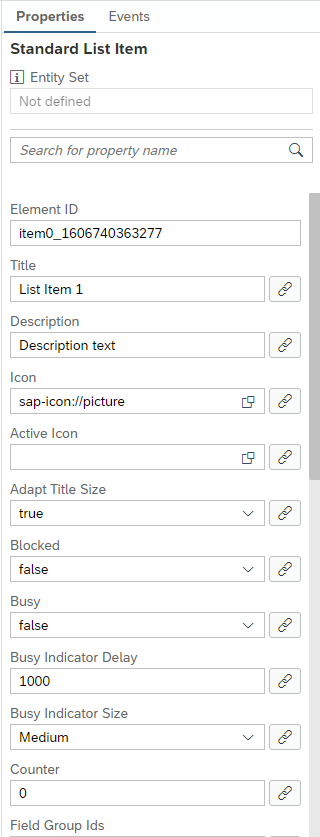 Properties Events
Standard List Item
Entity Set
Not defined
Search for property name
Element ID
item0_1606740363277
Title
List Item 1
Description
Description text
Icon
sap-icon://picture
Active Icon
Adapt Title Size
true
Blocked
false
Busy
false
Busy Indicator Delay
1000
Busy Indicator Size
Medium
Counter
0
Field Group Ids